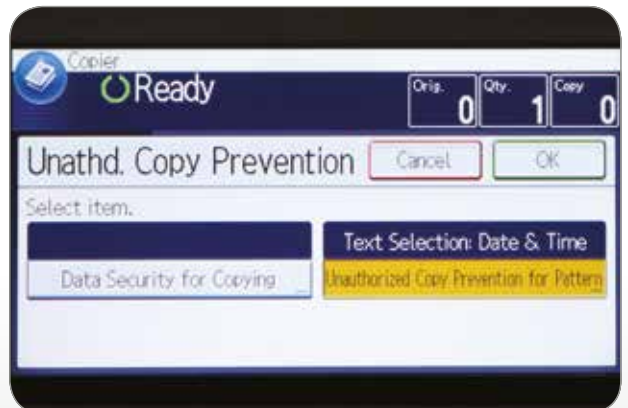 Copier
Ready
Orig. 0 Qty. 1 Copy 0
Unathd. Copy Prevention Cancel OK
Select item.
Text Selection: Date & Time
Data Security for Copying Unauthorized Copy Prevention for Pattern